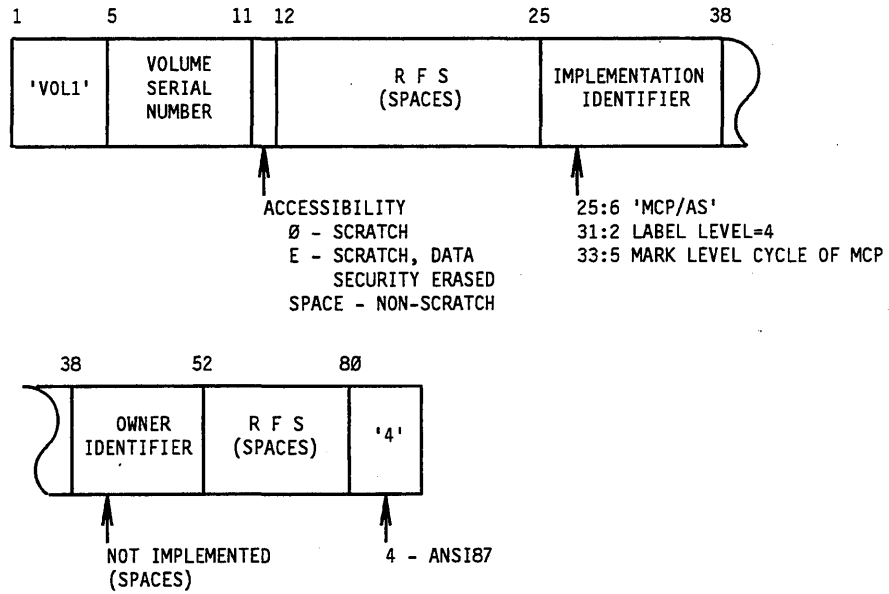 1 5 11 12 25 38
'VOL1'
VOLUME
SERIAL
NUMBER
R F S
(SPACES)
IMPLEMENTATION
IDENTIFIER
ACCESSIBILITY
Ø - SCRATCH
E - SCRATCH, DATA
SECURITY ERASED
SPACE - NON-SCRATCH
25:6 'MCP/AS'
31:2 LABEL LEVEL=4
33:5 MARK LEVEL CYCLE OF MCP
38 52 8Ø
OWNER
IDENTIFIER
R F S
(SPACES)
'4'
NOT IMPLEMENTED
(SPACES)
4 - ANSI87